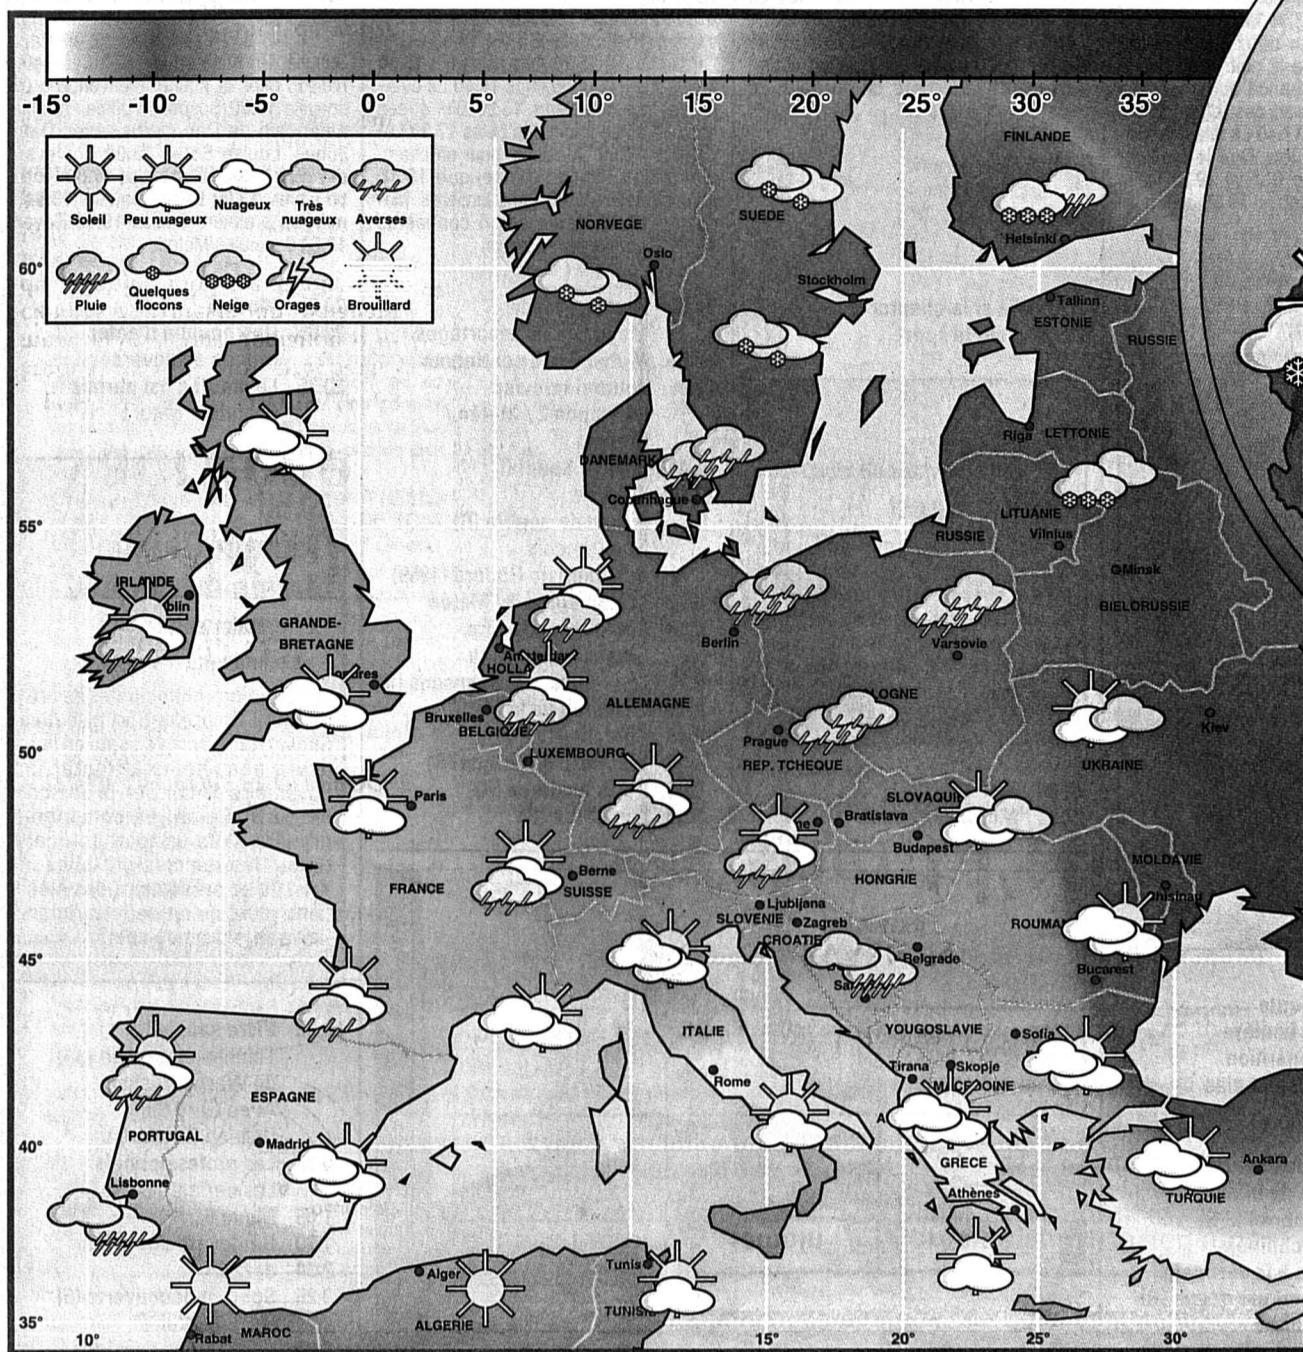 -15° -10° -5° 0° 5° 10° 15° 20° 25° 30° 35°
Soleil Peu nuageux Nuageux Très nuageux Averses
Pluie Quelques flocons Neige Orages Brouillard
FINLANDE
NORVEGE
SUEDE
Helsinki
Oslo
60°
Stockholm
Tallinn
ESTONIE
RUSSIE
Riga
LETTONIE
DANEMARK
Copenhague
LITUANIE
55°
RUSSIE
Vilnius
Minsk
IRLANDE
BIELORUSSIE
GRANDE-
BRETAGNE
Berlin
Varsovie
Amsterdam
ALLEMAGNE
Bruxelles
BELGIQUE
Kiev
Prague
50°
LUXEMBOURG
REP. TCHEQUE
UKRAINE
Paris
SLOVAQUIE
Bratislava
Budapest
MOLDAVIE
Berne
FRANCE
SUISSE
HONGRIE
Ljubljana
SLOVENIE
Zagreb
CROATIE
45°
Belgrade
Bucarest
ITALIE
YOUGOSLAVIE
Sofia
Tirana
Skopje
Rome
MACEDOINE
ESPAGNE
PORTUGAL
Madrid
40°
GRECE
Ankara
Lisbonne
Athènes
TURQUIE
Alger
Tunis
TUNISIE
35°
Rabat
MAROC
ALGERIE
10° 15° 20° 25° 30°